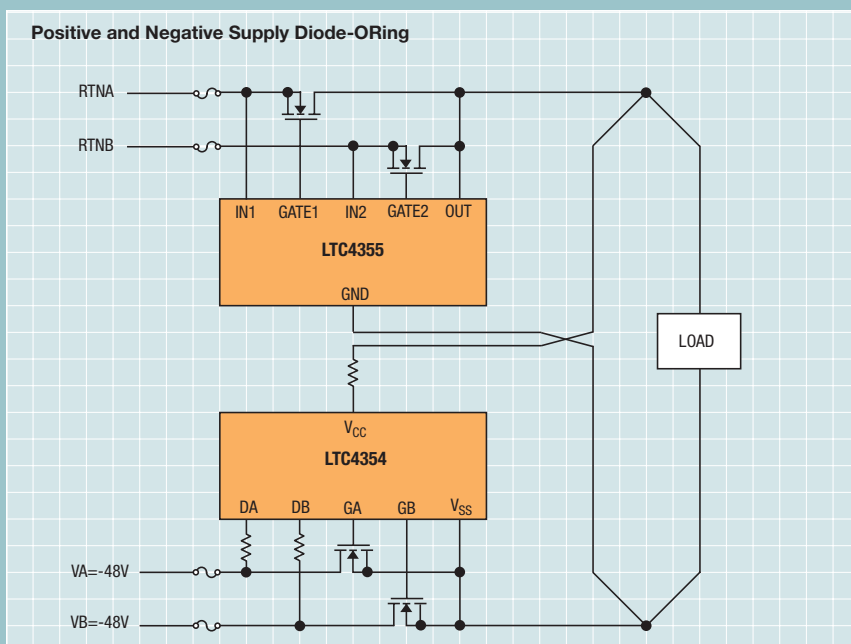 Positive and Negative Supply Diode-ORing
RTNA
RTNB
IN1 GATE1 IN2 GATE2 OUT
LTC4355
GND
LOAD
VCC
LTC4354
DA DB GA GB VSS
VA=-48V
VB=-48V